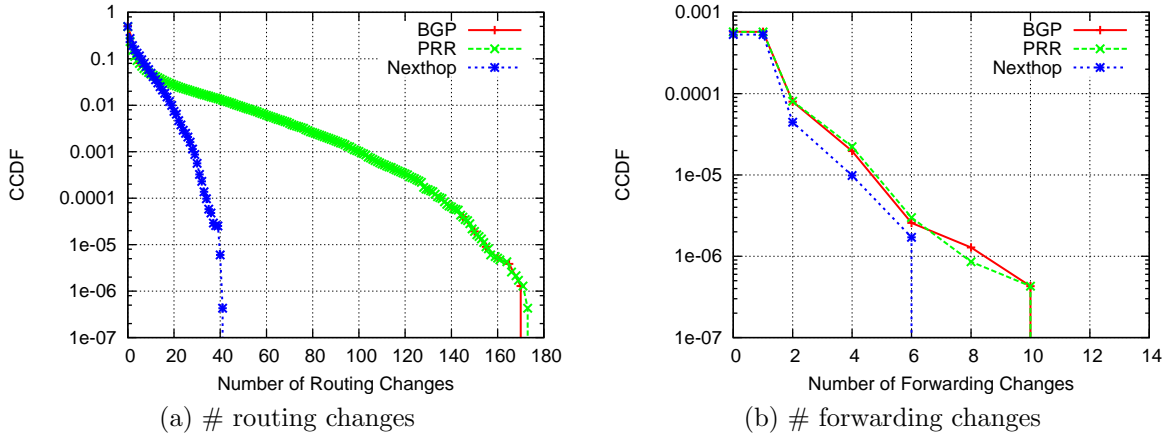 1
0.1
0.01
0.001
0.0001
1e-05
1e-06
1e-07
CCDF
0 20 40 60 80 100 120 140 160 180
Number of Routing Changes
BGP
PRR
Nexthop
(a) # routing changes
0.001
0.0001
1e-05
1e-06
1e-07
CCDF
0 2 4 6 8 10 12 14
Number of Forwarding Changes
BGP
PRR
Nexthop
(b) # forwarding changes